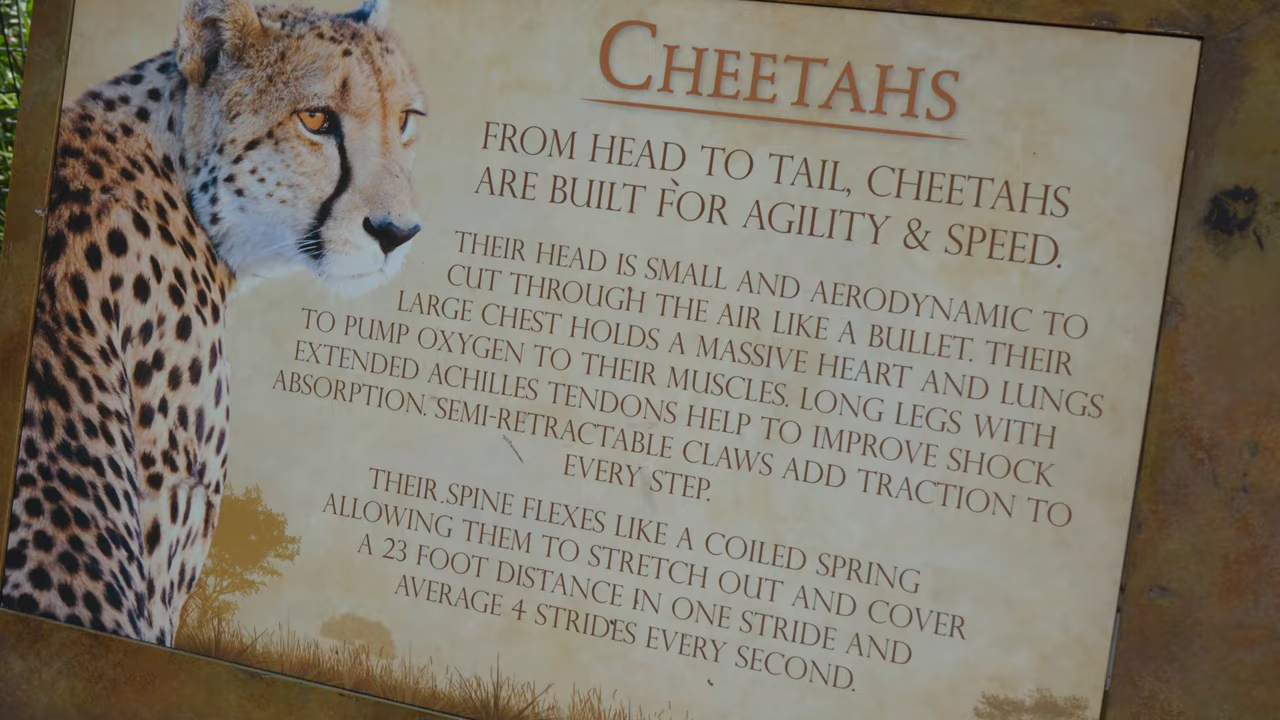 CHEETAHS
FROM HEAD TO TAIL, CHEETAHS
ARE BUILT FOR AGILITY & SPEED.
THEIR HEAD IS SMALL AND AERODYNAMIC TO
CUT THROUGH THE AIR LIKE A BULLET. THEIR
LARGE CHEST HOLDS A MASSIVE HEART AND LUNGS
TO PUMP OXYGEN TO THEIR MUSCLES. LONG LEGS WITH
EXTENDED ACHILLES TENDONS HELP TO IMPROVE SHOCK
ABSORPTION. SEMI-RETRACTABLE CLAWS ADD TRACTION TO
EVERY STEP.
THEIR SPINE FLEXES LIKE A COILED SPRING
ALLOWING THEM TO STRETCH OUT AND COVER
A 23 FOOT DISTANCE IN ONE STRIDE AND
AVERAGE 4 STRIDES EVERY SECOND.